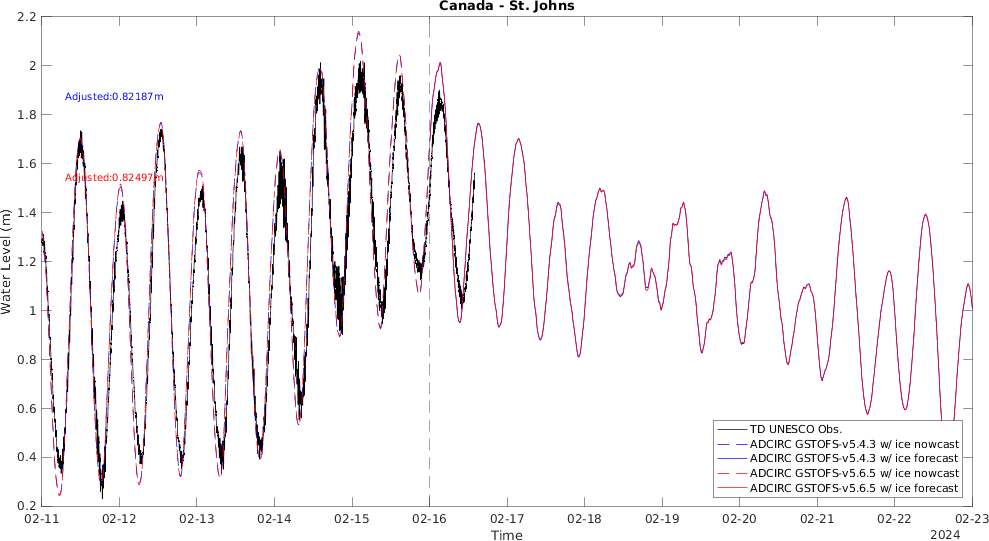 Canada - St. Johns
2.2
2
1.8
1.6
1.4
1.2
1
0.8
0.6
0.4
0.2
Water Level (m)
Adjusted:0.82187m
Adjusted:0.82497m
TD UNESCO Obs.
ADCIRC GSTOFS-v5.4.3 w/ ice nowcast
ADCIRC GSTOFS-v5.4.3 w/ ice forecast
ADCIRC GSTOFS-v5.6.5 w/ ice nowcast
ADCIRC GSTOFS-v5.6.5 w/ ice forecast
02-11 02-12 02-13 02-14 02-15 02-16 02-17 02-18 02-19 02-20 02-21 02-22 02-23
Time
2024